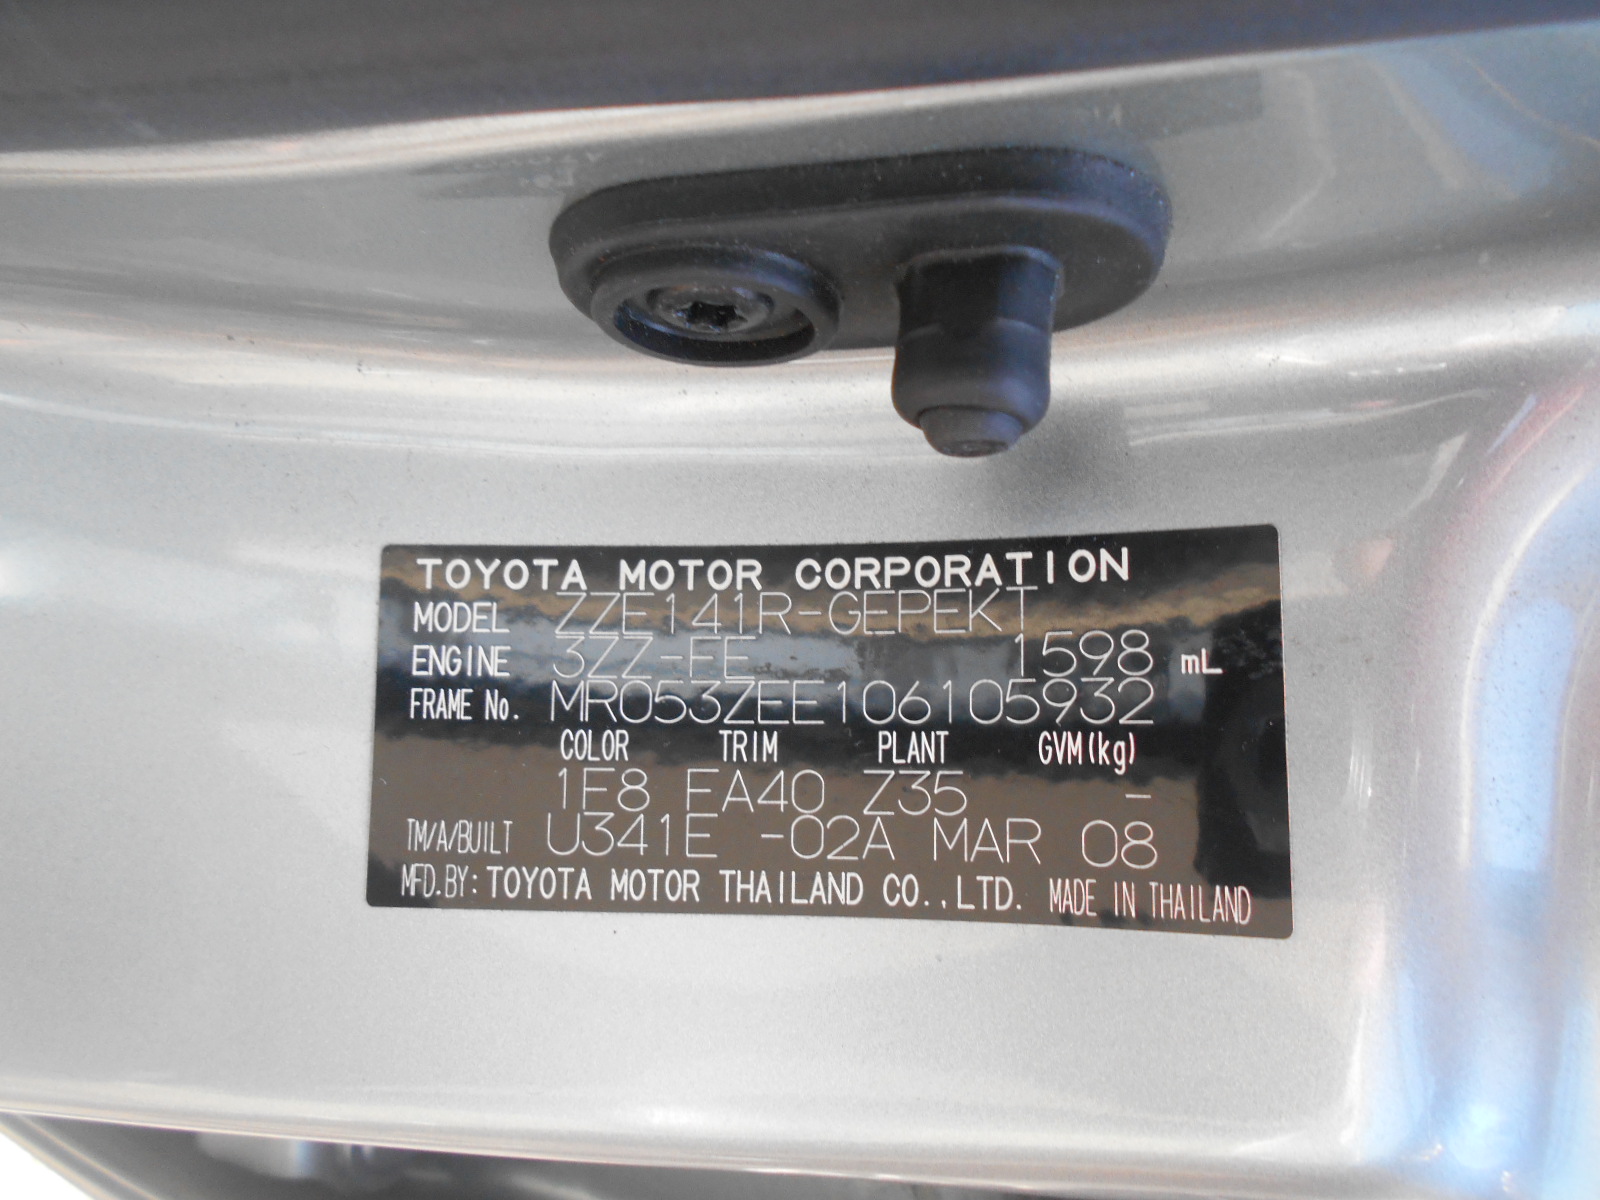 TOYOTA MOTOR CORPORATION
MODEL ZZE141R-GEPEKT
ENGINE 3ZZ-FE 1598 mL
FRAME No. MR053ZEE106105932
COLOR TRIM PLANT GVM(kg)
1F8 FA40 Z35 -
TM/A/BUILT U341E -02A MAR 08
MFD.BY: TOYOTA MOTOR THAILAND CO.,LTD. MADE IN THAILAND